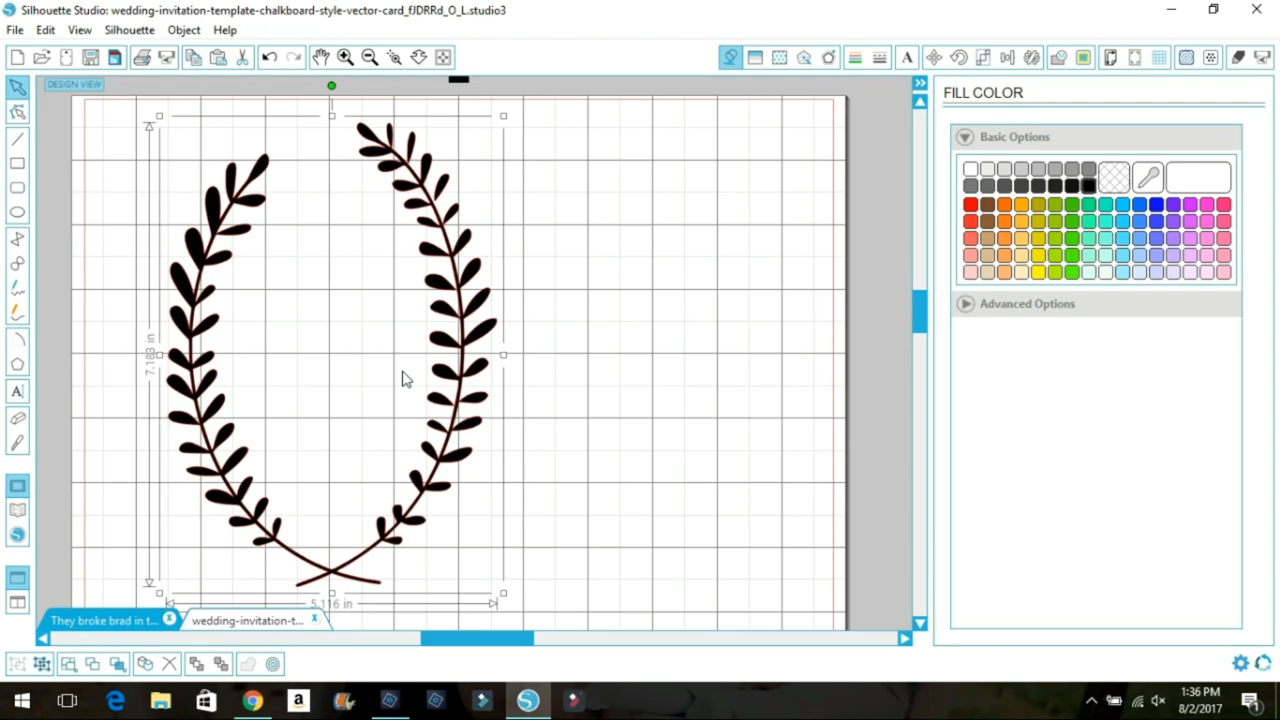 Silhouette Studio: wedding-invitation-template-chalkboard-style-vector-card_fJDRRd_O_L.studio3
File Edit View Silhouette Object Help
DESIGN VIEW
FILL COLOR
Basic Options
Advanced Options
7.183 in
5.116 in
They broke brad in t... x
wedding-invitation-t... x
1:36 PM
8/2/2017